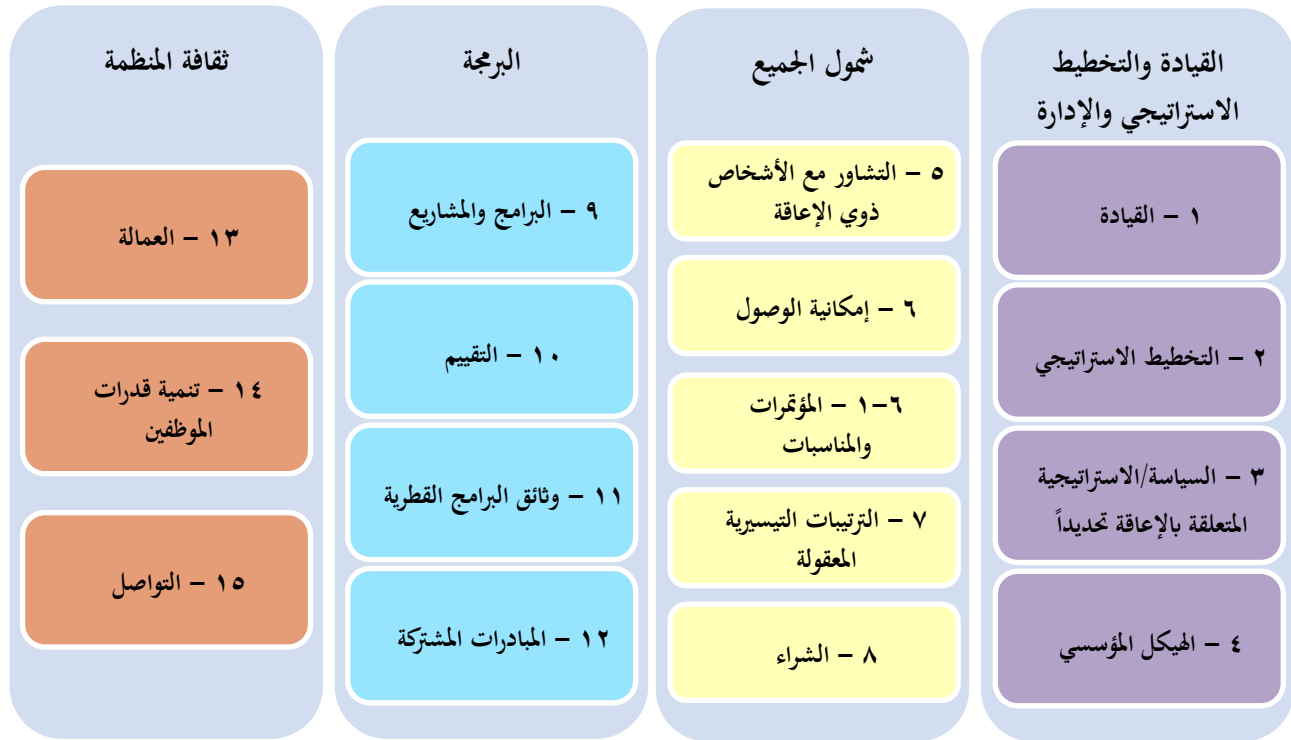 القيادة والتخطيط
الاستراتيجي والإدارة
١ – القيادة
٢ – التخطيط الاستراتيجي
٣ – السياسة/الاستراتيجية
المتعلقة بالإعاقة تحديداً
٤ – الهيكل المؤسسي
شمول الجميع
٥ – التشاور مع الأشخاص
ذوي الإعاقة
٦ – إمكانية الوصول
٦-١ – المؤتمرات
والمناسبات
٧ – الترتيبات التيسيرية
المعقولة
٨ – الشراء
البرمجة
٩ – البرامج والمشاريع
١٠ – التقييم
١١ – وثائق البرامج القطرية
١٢ – المبادرات المشتركة
ثقافة المنظمة
١٣ – العمالة
١٤ – تنمية قدرات
الموظفين
١٥ – التواصل